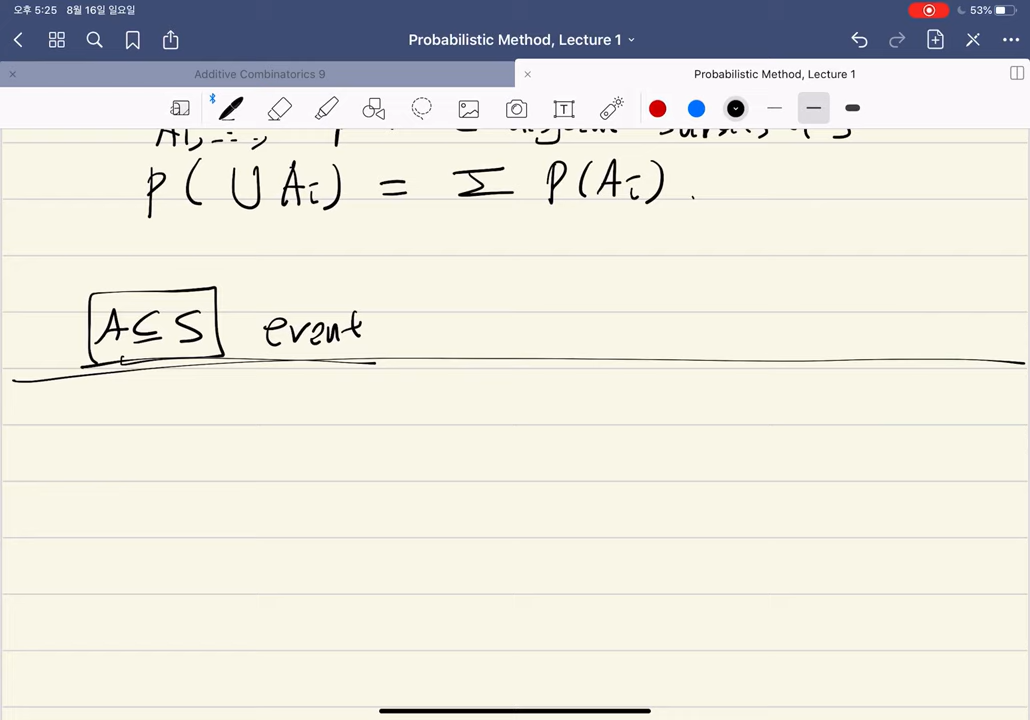 오후 5:25 8월 16일 일요일
53%
Probabilistic Method, Lecture 1
Additive Combinatorics 9
Probabilistic Method, Lecture 1
T
P( ⋃ Ai) = Σ P(Ai).
A ⊆ S event